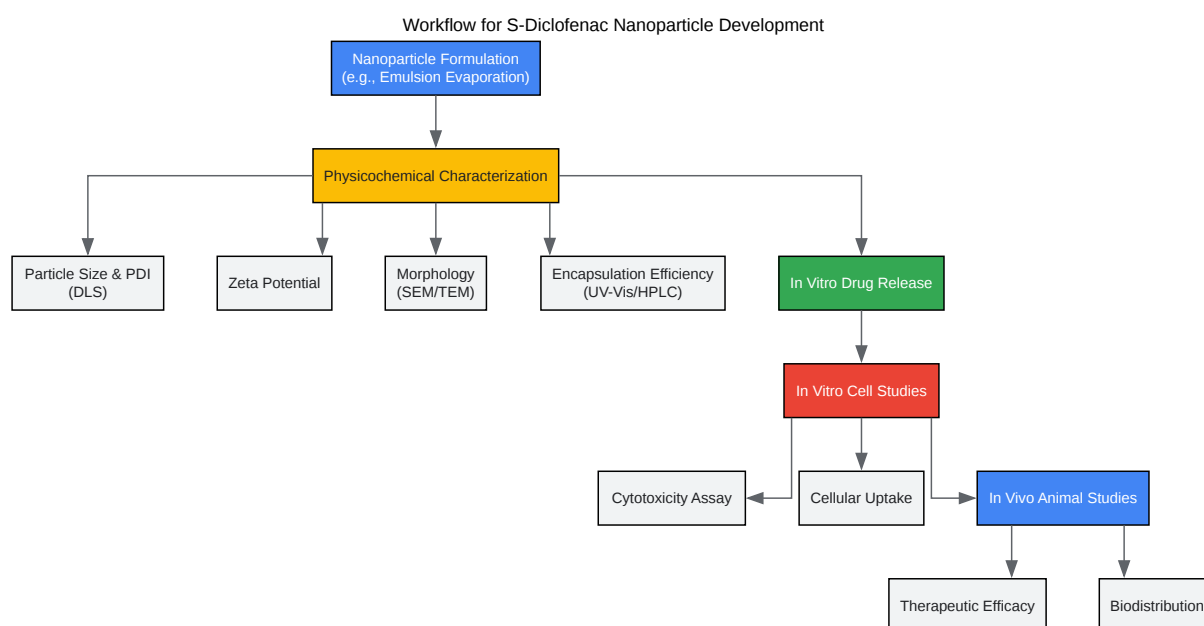 Workflow for S-Diclofenac Nanoparticle Development
Nanoparticle Formulation
(e.g., Emulsion Evaporation)
Physicochemical Characterization
Particle Size & PDI
(DLS)
Zeta Potential
Morphology
(SEM/TEM)
Encapsulation Efficiency
(UV-Vis/HPLC)
In Vitro Drug Release
In Vitro Cell Studies
Cytotoxicity Assay
Cellular Uptake
In Vivo Animal Studies
Therapeutic Efficacy
Biodistribution